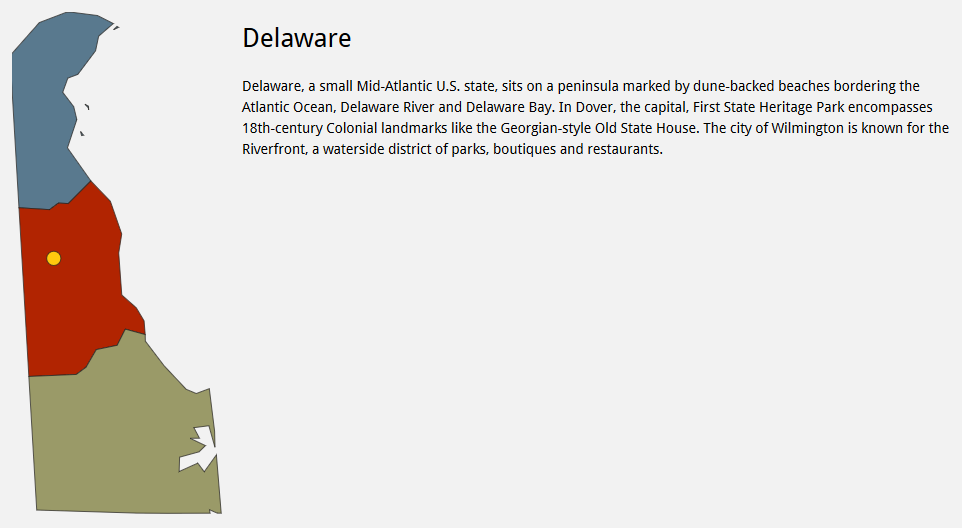 Delaware
Delaware, a small Mid-Atlantic U.S. state, sits on a peninsula marked by dune-backed beaches bordering the
Atlantic Ocean, Delaware River and Delaware Bay. In Dover, the capital, First State Heritage Park encompasses
18th-century Colonial landmarks like the Georgian-style Old State House. The city of Wilmington is known for the
Riverfront, a waterside district of parks, boutiques and restaurants.